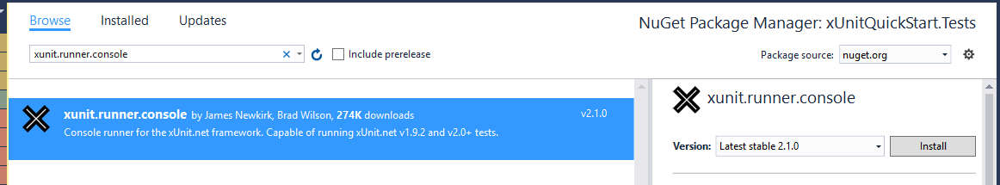 Browse Installed Updates NuGet Package Manager: xUnitQuickStart.Tests
xunit.runner.console Include prerelease Package source: nuget.org
xunit.runner.console by James Newkirk, Brad Wilson, 274K downloads v2.1.0
Console runner for the xUnit.net framework. Capable of running xUnit.net v1.9.2 and v2.0+ tests.
xunit.runner.console
Version: Latest stable 2.1.0 Install